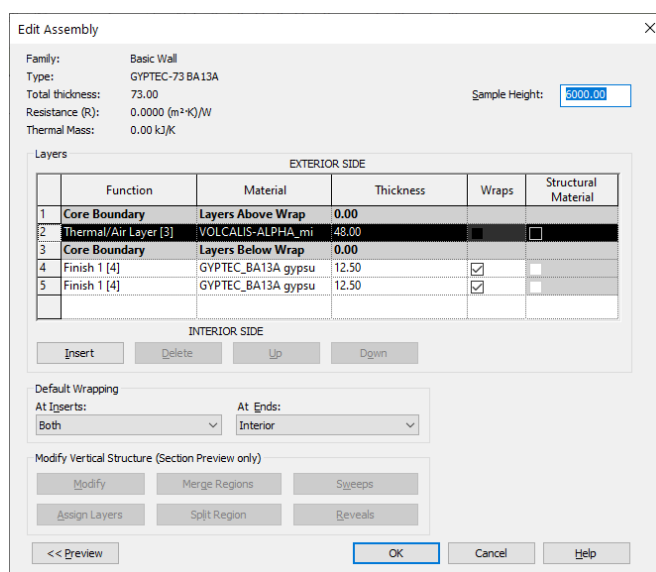 Edit Assembly
Family: Basic Wall
Type: GYPTEC-73 BA13A
Total thickness: 73.00 Sample Height: 6000.00
Resistance (R): 0.0000 (m²·K)/W
Thermal Mass: 0.00 kJ/K
Layers
EXTERIOR SIDE
Function Material Thickness Wraps Structural Material
1 Core Boundary Layers Above Wrap 0.00
2 Thermal/Air Layer [3] VOLCALIS-ALPHA_mi 48.00
3 Core Boundary Layers Below Wrap 0.00
4 Finish 1 [4] GYPTEC_BA13A gypsu 12.50
5 Finish 1 [4] GYPTEC_BA13A gypsu 12.50
INTERIOR SIDE
Insert Delete Up Down
Default Wrapping
At Inserts: At Ends:
Both Interior
Modify Vertical Structure (Section Preview only)
Modify Merge Regions Sweeps
Assign Layers Split Region Reveals
<< Preview OK Cancel Help